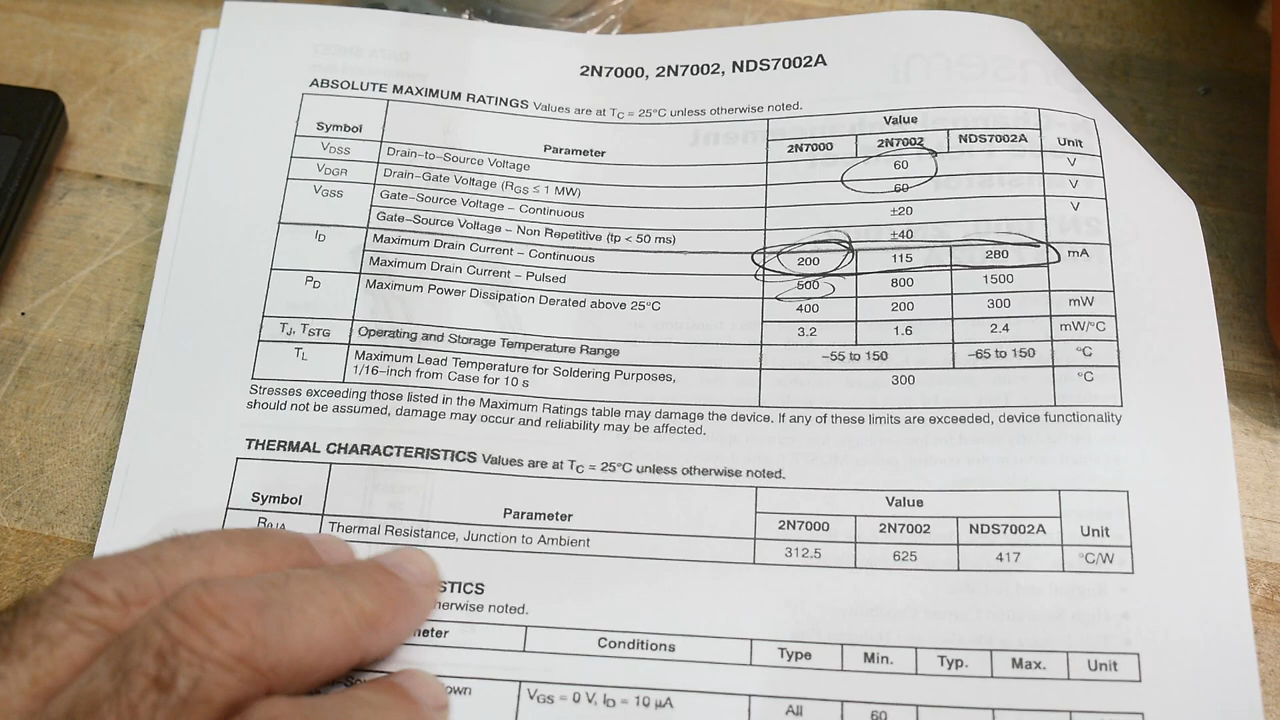 2N7000, 2N7002, NDS7002A
ABSOLUTE MAXIMUM RATINGS Values are at TC = 25°C unless otherwise noted.
Symbol Parameter Value Unit
2N7000 2N7002 NDS7002A
VDSS Drain−to−Source Voltage 60 V
VDGR Drain−Gate Voltage (RGS ≤ 1 MW) 60 V
VGSS Gate−Source Voltage − Continuous ±20 V
Gate−Source Voltage − Non Repetitive (tp < 50 ms) ±40
ID Maximum Drain Current − Continuous 200 115 280 mA
Maximum Drain Current − Pulsed 500 800 1500
PD Maximum Power Dissipation Derated above 25°C 400 200 300 mW
3.2 1.6 2.4 mW/°C
TJ, TSTG Operating and Storage Temperature Range −55 to 150 −65 to 150 °C
TL Maximum Lead Temperature for Soldering Purposes, 300 °C
1/16−inch from Case for 10 s
Stresses exceeding those listed in the Maximum Ratings table may damage the device. If any of these limits are exceeded, device functionality
should not be assumed, damage may occur and reliability may be affected.
THERMAL CHARACTERISTICS Values are at TC = 25°C unless otherwise noted.
Symbol Parameter Value Unit
2N7000 2N7002 NDS7002A
RθJA Thermal Resistance, Junction to Ambient 312.5 625 417 °C/W
STICS
herwise noted.
meter Conditions Type Min. Typ. Max. Unit
own VGS = 0 V, ID = 10 µA All 60